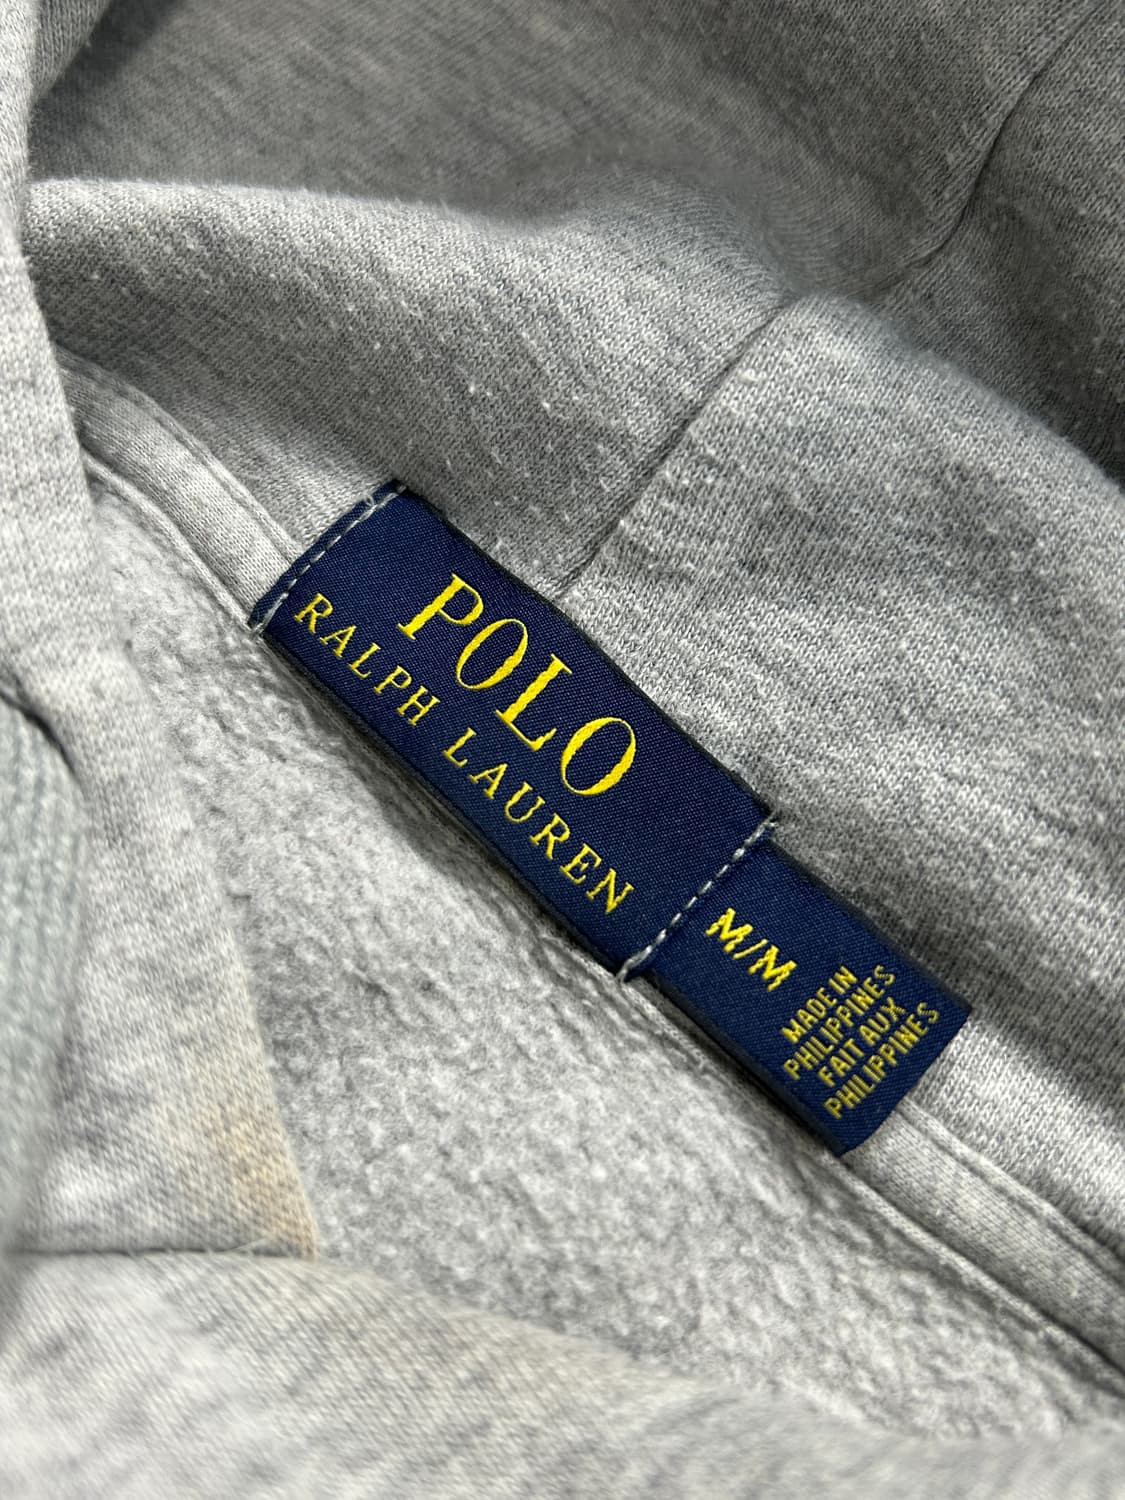 POLO
RALPH LAUREN
M/M
MADE IN
PHILIPPINES
FAIT AUX
PHILIPPINES